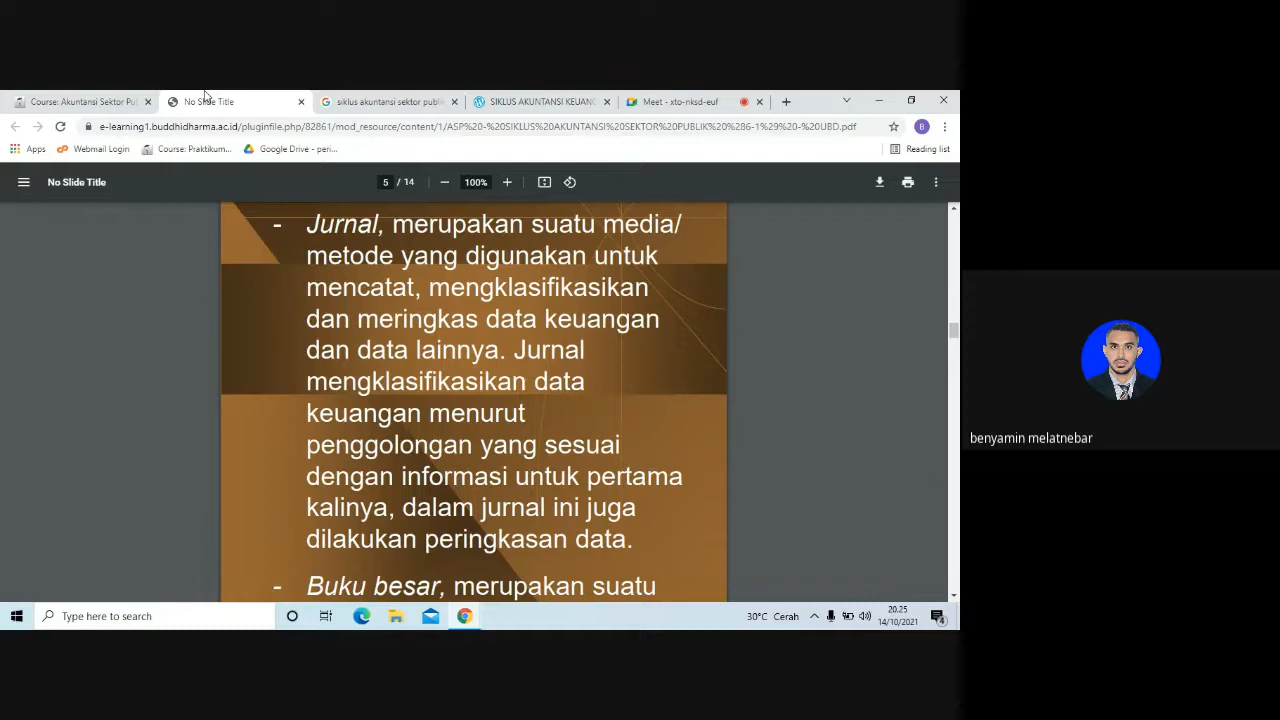 Course: Akuntansi Sektor Pu
No Slide Title
siklus akuntansi sektor publi
SIKLUS AKUNTANSI KEUANG
Meet - xto-nksd-euf
e-learning1.buddhidharma.ac.id/pluginfile.php/82861/mod_resource/content/1/ASP%20-%20SIKLUS%20AKUNTANSI%20SEKTOR%20PUBLIK%20%286-1%29%20-%20UBD.pdf
B
Apps
Webmail Login
Course: Praktikum...
Google Drive - peri...
Reading list
No Slide Title
5 / 14
100%
- Jurnal, merupakan suatu media/
metode yang digunakan untuk
mencatat, mengklasifikasikan
dan meringkas data keuangan
dan data lainnya. Jurnal
mengklasifikasikan data
keuangan menurut
penggolongan yang sesuai
dengan informasi untuk pertama
kalinya, dalam jurnal ini juga
dilakukan peringkasan data.
- Buku besar, merupakan suatu
benyamin melatnebar
Type here to search
30°C Cerah
20.25
14/10/2021
4